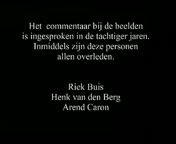 Het commentaar bij de beelden
is ingesproken in de tachtiger jaren.
Inmiddels zijn deze personen
allen overleden.
Riek Buis
Henk van den Berg
Arend Caron